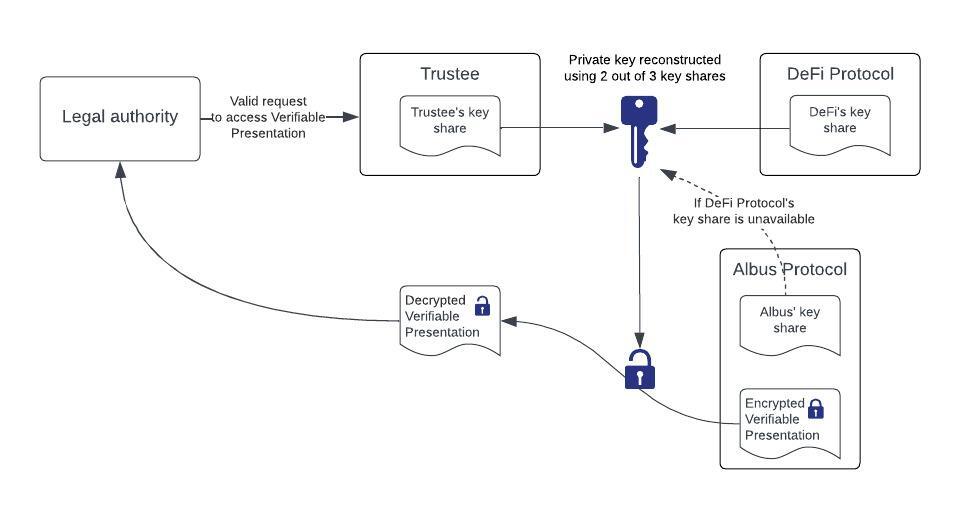 Legal authority
Valid request
to access Verifiable
Presentation
Trustee
Trustee's key
share
Private key reconstructed
using 2 out of 3 key shares
DeFi Protocol
DeFi's key
share
If DeFi Protocol's
key share is unavailable
Albus Protocol
Albus' key
share
Encrypted
Verifiable
Presentation
Decrypted
Verifiable
Presentation